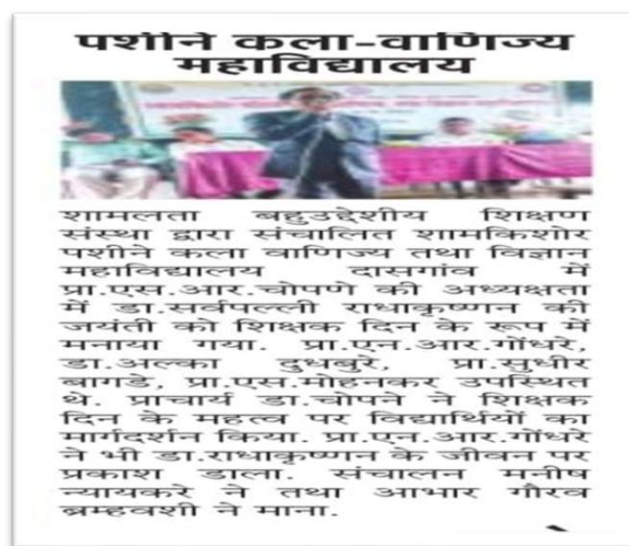 पशीने कला-वाणिज्य
महाविद्यालय
शामलता बहुउद्देशीय शिक्षण
संस्था द्वारा संचालित शामकिशोर
पशीने कला वाणिज्य तथा विज्ञान
महाविद्यालय दासगांव में
प्रा.एस.आर.चोपणे की अध्यक्षता
में डा.सर्वपल्ली राधाकृष्णन की
जयंती को शिक्षक दिन के रूप में
मनाया गया. प्रा.एन.आर.गोंधरे,
डा.अल्का दुधबुरे, प्रा.सुधीर
बागडे, प्रा.एस.मोहनकर उपस्थित
थे. प्राचार्य डा.चोपने ने शिक्षक
दिन के महत्व पर विद्यार्थियों का
मार्गदर्शन किया. प्रा.एन.आर.गोंधरे
ने भी डा.राधाकृष्णन के जीवन पर
प्रकाश डाला. संचालन मनीष
न्यायकरे ने तथा आभार गौरव
ब्रम्हवशी ने माना.